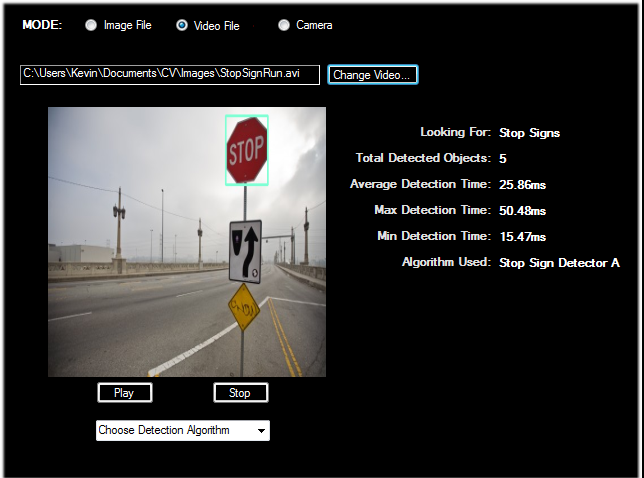 MODE: Image File Video File Camera
C:\Users\Kevin\Documents\CV\Images\StopSignRun.avi Change Video...
STOP
Looking For: Stop Signs
Total Detected Objects: 5
Average Detection Time: 25.86ms
Max Detection Time: 50.48ms
Min Detection Time: 15.47ms
Algorithm Used: Stop Sign Detector A
Play Stop
Choose Detection Algorithm